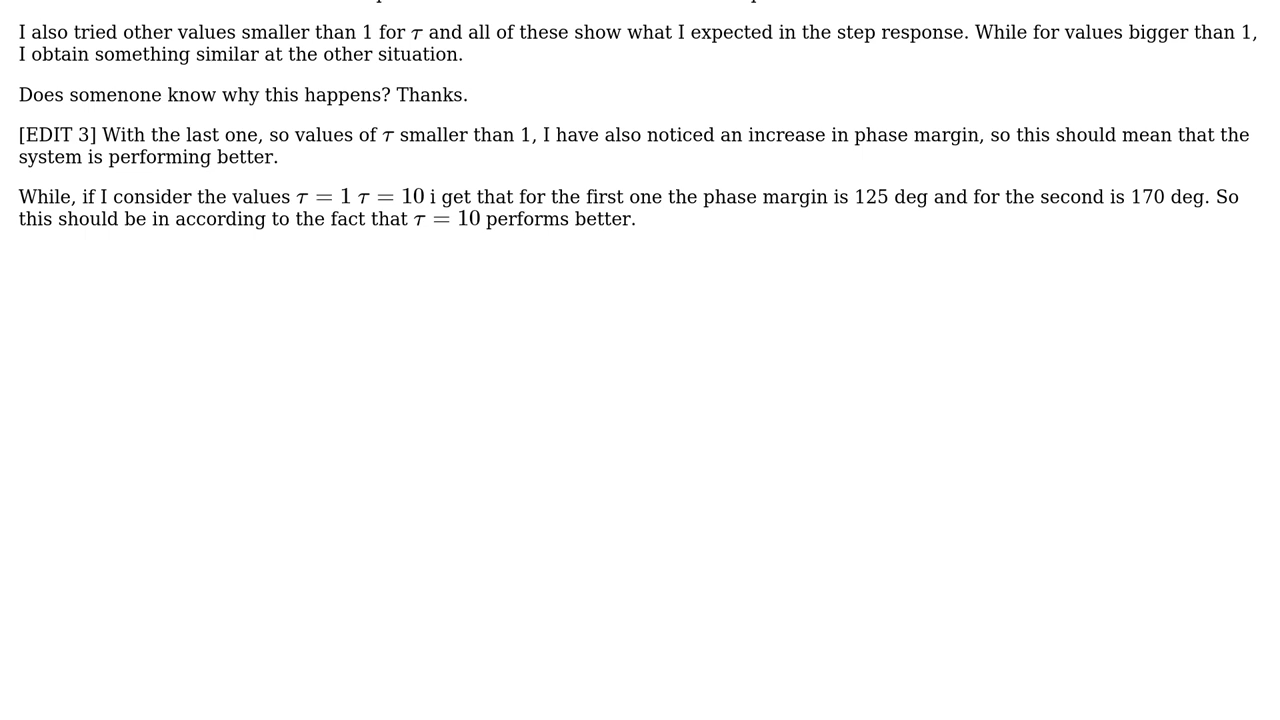 I also tried other values smaller than 1 for τ and all of these show what I expected in the step response. While for values bigger than 1,
I obtain something similar at the other situation.
Does somenone know why this happens? Thanks.
[EDIT 3] With the last one, so values of τ smaller than 1, I have also noticed an increase in phase margin, so this should mean that the
system is performing better.
While, if I consider the values τ = 1 τ = 10 i get that for the first one the phase margin is 125 deg and for the second is 170 deg. So
this should be in according to the fact that τ = 10 performs better.